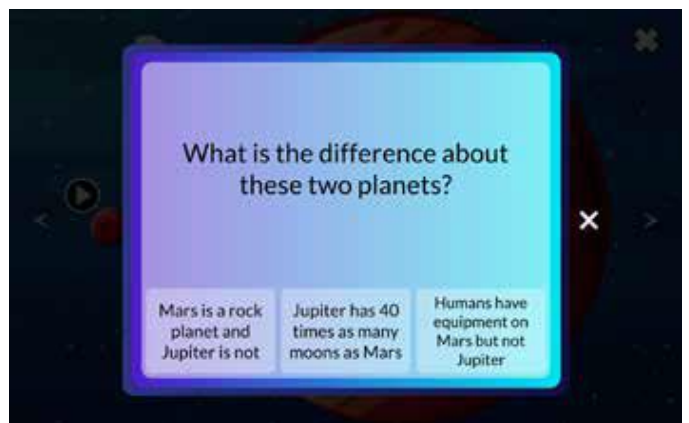 What is the difference about
these two planets?
Mars is a rock
planet and
Jupiter is not
Jupiter has 40
times as many
moons as Mars
Humans have
equipment on
Mars but not
Jupiter